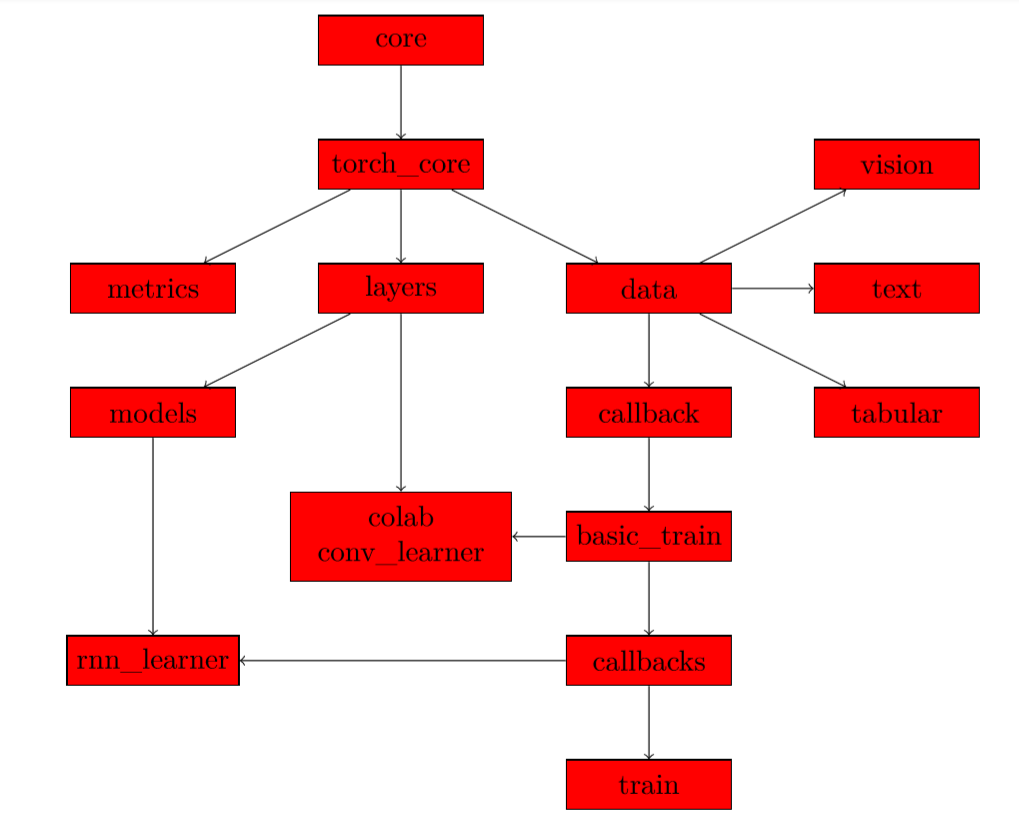 core
torch_core
vision
metrics
layers
data
text
models
callback
tabular
colab
conv_learner
basic_train
rnn_learner
callbacks
train